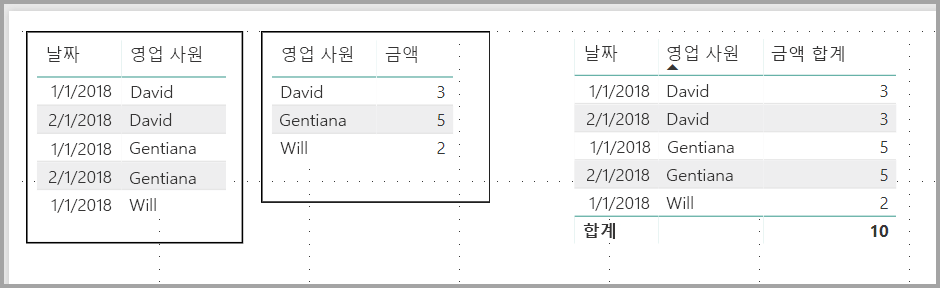 날짜 영업 사원
1/1/2018 David
2/1/2018 David
1/1/2018 Gentiana
2/1/2018 Gentiana
1/1/2018 Will
영업 사원 금액
David 3
Gentiana 5
Will 2
날짜 영업 사원 금액 합계
1/1/2018 David 3
2/1/2018 David 3
1/1/2018 Gentiana 5
2/1/2018 Gentiana 5
1/1/2018 Will 2
합계 10